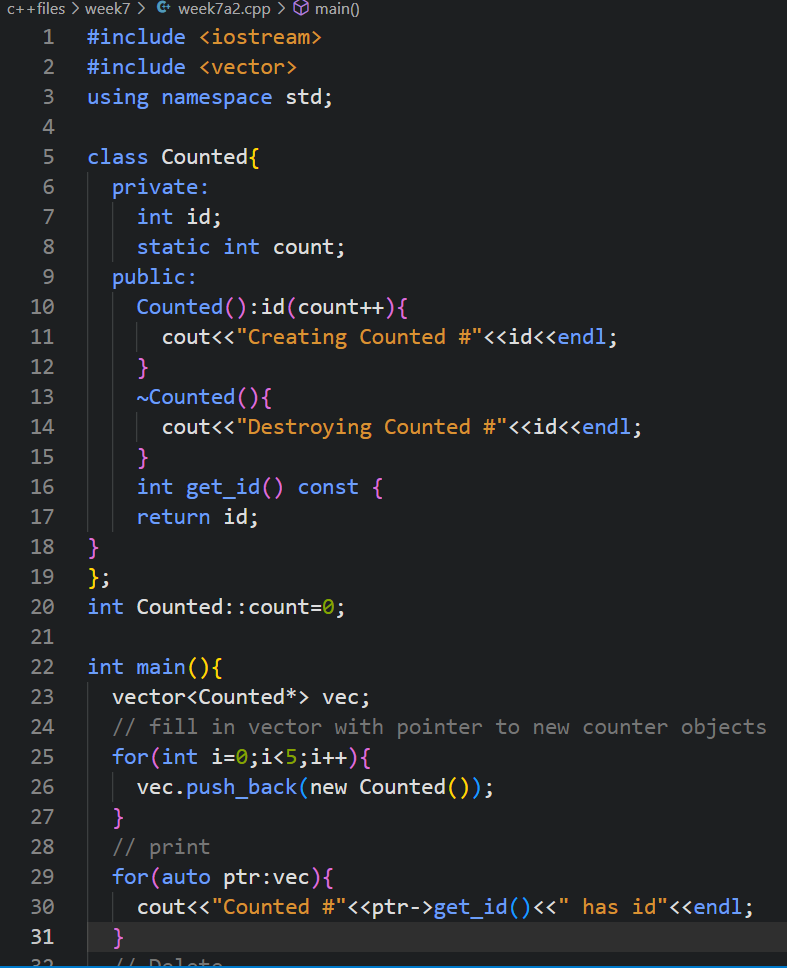 c++files > week7 > week7a2.cpp > main()
1 #include <iostream>
2 #include <vector>
3 using namespace std;
4
5 class Counted{
6 private:
7 int id;
8 static int count;
9 public:
10 Counted():id(count++){
11 cout<<"Creating Counted #"<<id<<endl;
12 }
13 ~Counted(){
14 cout<<"Destroying Counted #"<<id<<endl;
15 }
16 int get_id() const {
17 return id;
18 }
19 };
20 int Counted::count=0;
21
22 int main(){
23 vector<Counted*> vec;
24 // fill in vector with pointer to new counter objects
25 for(int i=0;i<5;i++){
26 vec.push_back(new Counted());
27 }
28 // print
29 for(auto ptr:vec){
30 cout<<"Counted #"<<ptr->get_id()<<" has id"<<endl;
31 }
32 // Delete